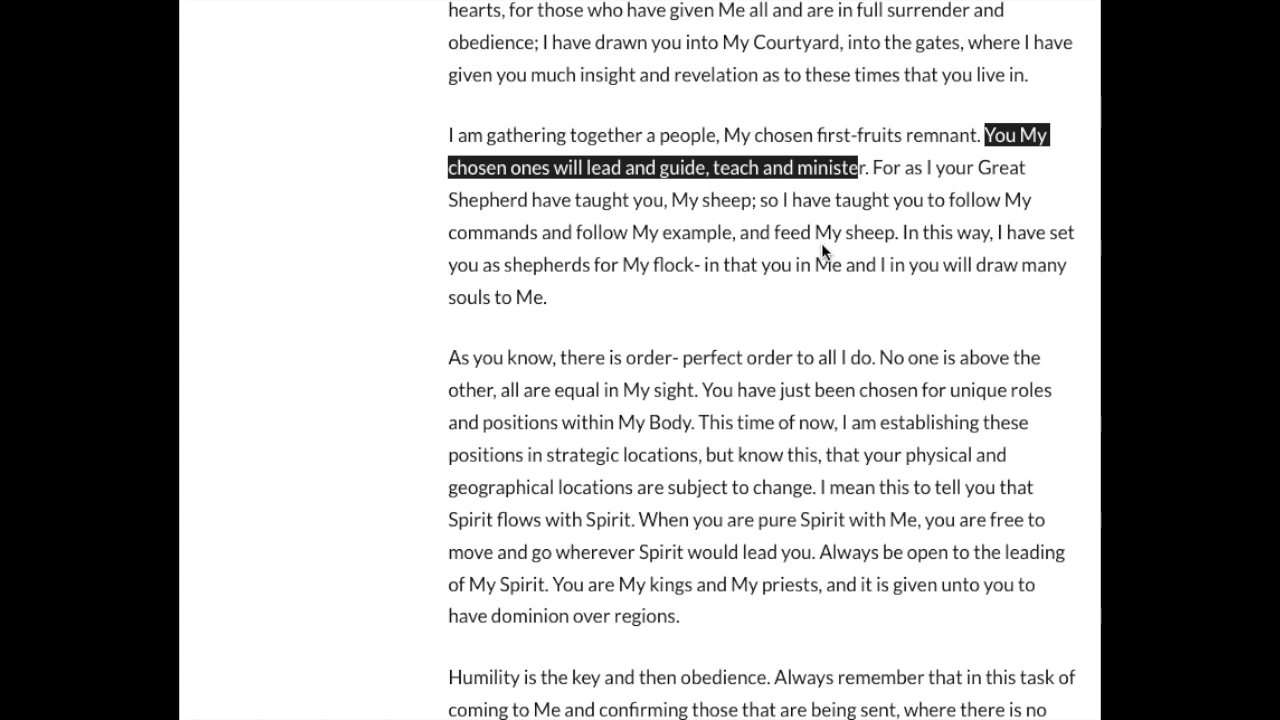 hearts, for those who have given Me all and are in full surrender and
obedience; I have drawn you into My Courtyard, into the gates, where I have
given you much insight and revelation as to these times that you live in.
I am gathering together a people, My chosen first-fruits remnant. You My
chosen ones will lead and guide, teach and minister. For as I your Great
Shepherd have taught you, My sheep; so I have taught you to follow My
commands and follow My example, and feed My sheep. In this way, I have set
you as shepherds for My flock- in that you in Me and I in you will draw many
souls to Me.
As you know, there is order- perfect order to all I do. No one is above the
other, all are equal in My sight. You have just been chosen for unique roles
and positions within My Body. This time of now, I am establishing these
positions in strategic locations, but know this, that your physical and
geographical locations are subject to change. I mean this to tell you that
Spirit flows with Spirit. When you are pure Spirit with Me, you are free to
move and go wherever Spirit would lead you. Always be open to the leading
of My Spirit. You are My kings and My priests, and it is given unto you to
have dominion over regions.
Humility is the key and then obedience. Always remember that in this task of
coming to Me and confirming those that are being sent, where there is no